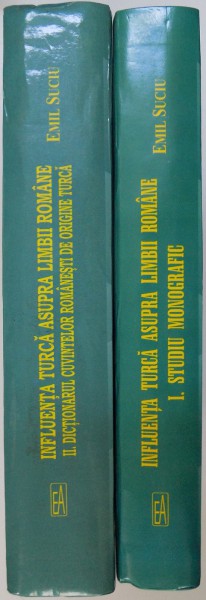 EMIL SUCIU
INFLUENȚA TURCĂ ASUPRA LIMBII ROMÂNE
II. DICȚIONARUL CUVINTELOR ROMÂNEȘTI DE ORIGINE TURCĂ
EA
EMIL SUCIU
INFLUENȚA TURCĂ ASUPRA LIMBII ROMÂNE
I. STUDIU MONOGRAFIC
EA